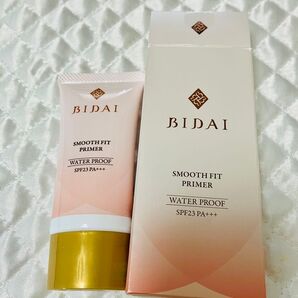 BIDAI
SMOOTH FIT
PRIMER
WATER PROOF
SPF23 PA+++
BIDAI
SMOOTH FIT
PRIMER
WATER PROOF
SPF23 PA+++